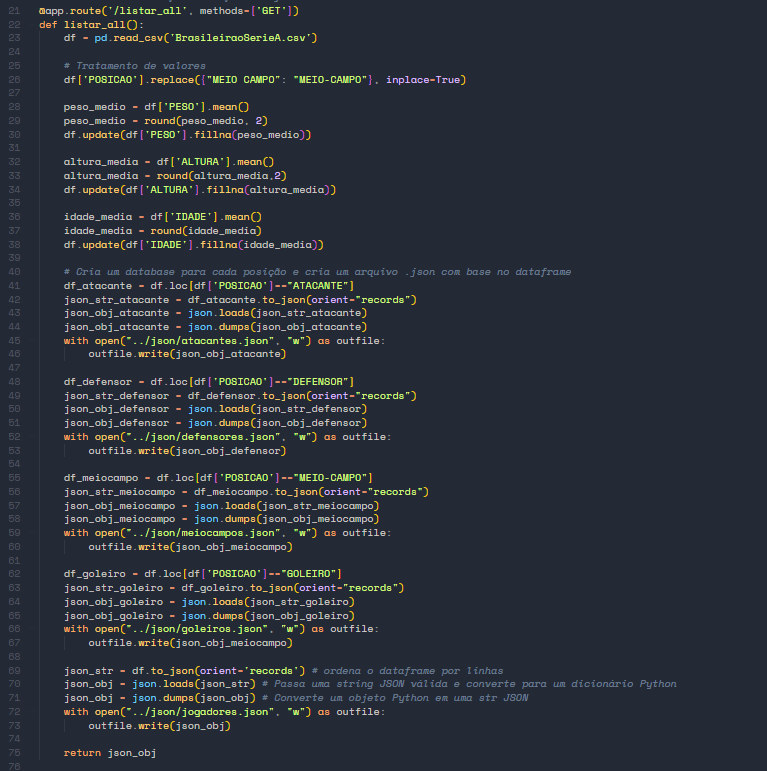 21 @app.route('/listar_all', methods=['GET'])
22 def listar_all():
23     df = pd.read_csv('BrasileiraoSerieA.csv')
24
25     # Tratamento de valores
26     df['POSICAO'].replace({"MEIO CAMPO": "MEIO-CAMPO"}, inplace=True)
27
28     peso_medio = df['PESO'].mean()
29     peso_medio = round(peso_medio, 2)
30     df.update(df['PESO'].fillna(peso_medio))
31
32     altura_media = df['ALTURA'].mean()
33     altura_media = round(altura_media,2)
34     df.update(df['ALTURA'].fillna(altura_media))
35
36     idade_media = df['IDADE'].mean()
37     idade_media = round(idade_media)
38     df.update(df['IDADE'].fillna(idade_media))
39
40     # Cria um database para cada posição e cria um arquivo .json com base no dataframe
41     df_atacante = df.loc[df['POSICAO']=="ATACANTE"]
42     json_str_atacante = df_atacante.to_json(orient="records")
43     json_obj_atacante = json.loads(json_str_atacante)
44     json_obj_atacante = json.dumps(json_obj_atacante)
45     with open("../json/atacantes.json", "w") as outfile:
46         outfile.write(json_obj_atacante)
47
48     df_defensor = df.loc[df['POSICAO']=="DEFENSOR"]
49     json_str_defensor = df_defensor.to_json(orient="records")
50     json_obj_defensor = json.loads(json_str_defensor)
51     json_obj_defensor = json.dumps(json_obj_defensor)
52     with open("../json/defensores.json", "w") as outfile:
53         outfile.write(json_obj_defensor)
54
55     df_meiocampo = df.loc[df['POSICAO']=="MEIO-CAMPO"]
56     json_str_meiocampo = df_meiocampo.to_json(orient="records")
57     json_obj_meiocampo = json.loads(json_str_meiocampo)
58     json_obj_meiocampo = json.dumps(json_obj_meiocampo)
59     with open("../json/meiocampos.json", "w") as outfile:
60         outfile.write(json_obj_meiocampo)
61
62     df_goleiro = df.loc[df['POSICAO']=="GOLEIRO"]
63     json_str_goleiro = df_goleiro.to_json(orient="records")
64     json_obj_goleiro = json.loads(json_str_goleiro)
65     json_obj_goleiro = json.dumps(json_obj_goleiro)
66     with open("../json/goleiros.json", "w") as outfile:
67         outfile.write(json_obj_meiocampo)
68
69     json_str = df.to_json(orient='records') # ordena o dataframe por linhas
70     json_obj = json.loads(json_str) # Passa uma string JSON válida e converte para um dicionário Python
71     json_obj = json.dumps(json_obj) # Converte um objeto Python em uma str JSON
72     with open("../json/jogadores.json", "w") as outfile:
73         outfile.write(json_obj)
74
75     return json_obj
76